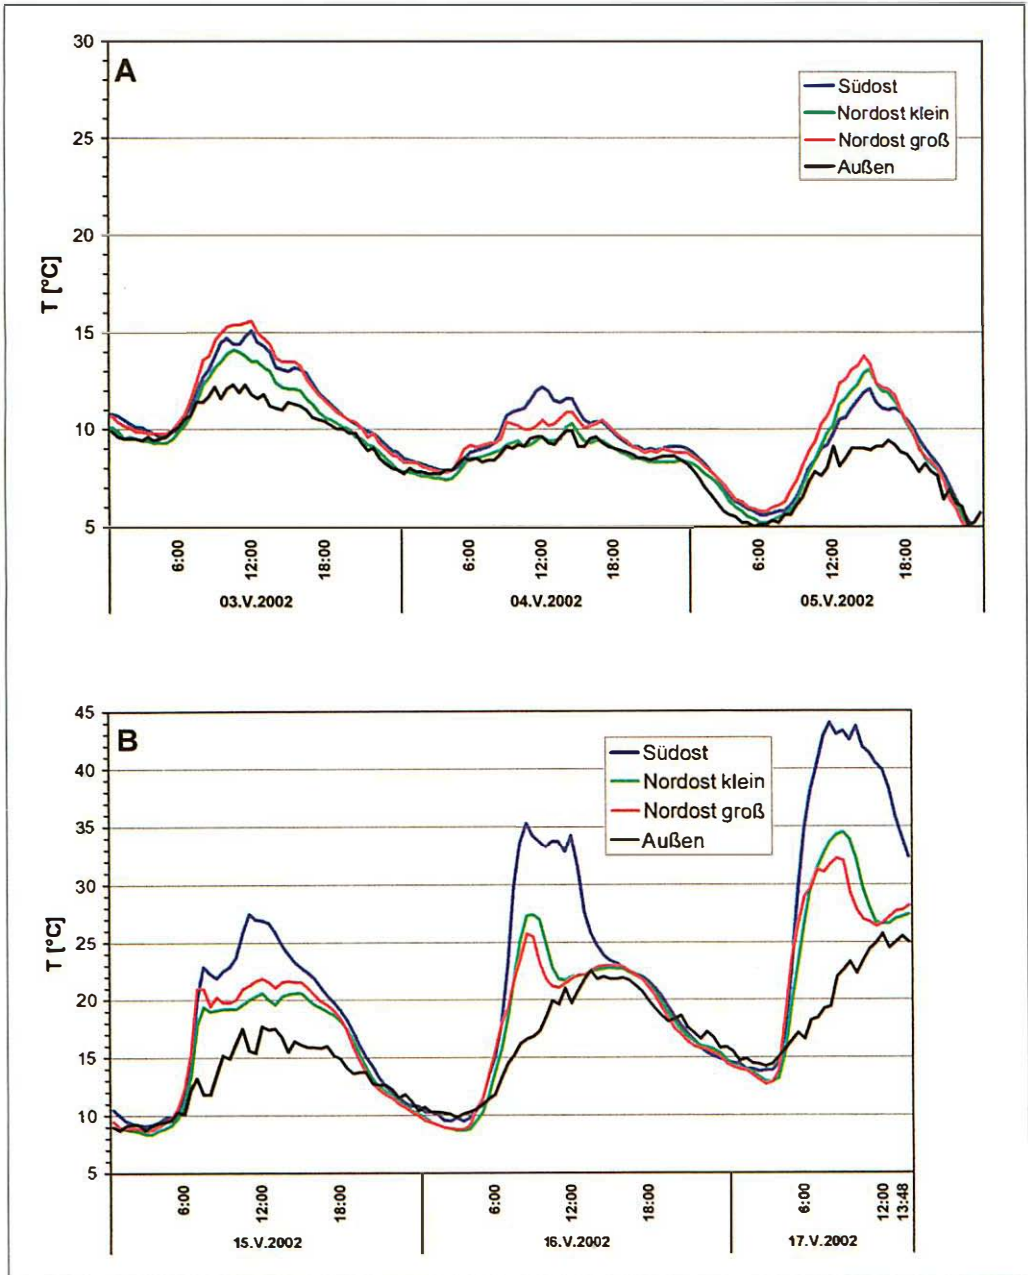 A
30
25
20
15
10
5
T [°C]
Südost
Nordost klein
Nordost groß
Außen
6:00 12:00 18:00 6:00 12:00 18:00 6:00 12:00 18:00
03.V.2002 04.V.2002 05.V.2002
B
45
40
35
30
25
20
15
10
5
T [°C]
Südost
Nordost klein
Nordost groß
Außen
6:00 12:00 18:00 6:00 12:00 18:00 6:00 12:00 13:48
15.V.2002 16.V.2002 17.V.2002